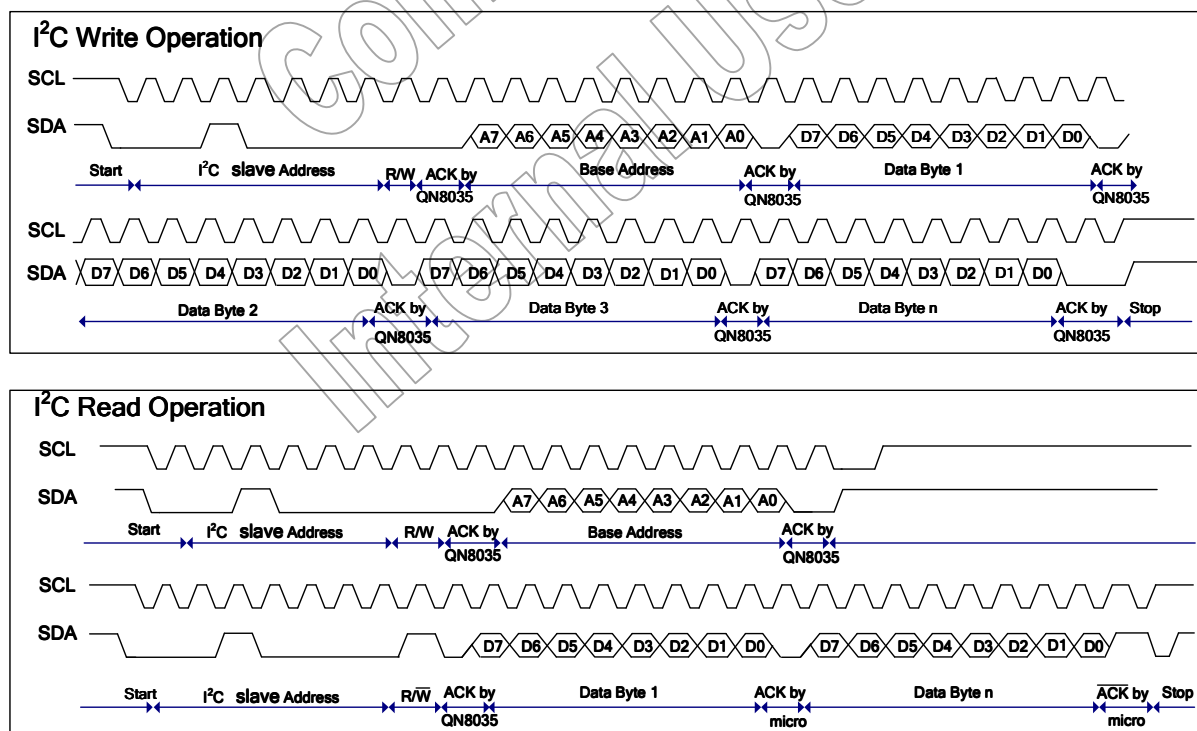 I²C Write Operation
SCL
SDA A7 A6 A5 A4 A3 A2 A1 A0 D7 D6 D5 D4 D3 D2 D1 D0
Start I²C slave Address R/W ACK by QN8035 Base Address ACK by QN8035 Data Byte 1 ACK by QN8035
SCL
SDA D7 D6 D5 D4 D3 D2 D1 D0 D7 D6 D5 D4 D3 D2 D1 D0 D7 D6 D5 D4 D3 D2 D1 D0
Data Byte 2 ACK by QN8035 Data Byte 3 ACK by QN8035 Data Byte n ACK by QN8035 Stop
I²C Read Operation
SCL
SDA A7 A6 A5 A4 A3 A2 A1 A0
Start I²C slave Address R/W ACK by QN8035 Base Address ACK by QN8035
SCL
SDA D7 D6 D5 D4 D3 D2 D1 D0 D7 D6 D5 D4 D3 D2 D1 D0
Start I²C slave Address R/W̅ ACK by QN8035 Data Byte 1 ACK by micro Data Byte n A̅C̅K̅ by micro Stop
Internal